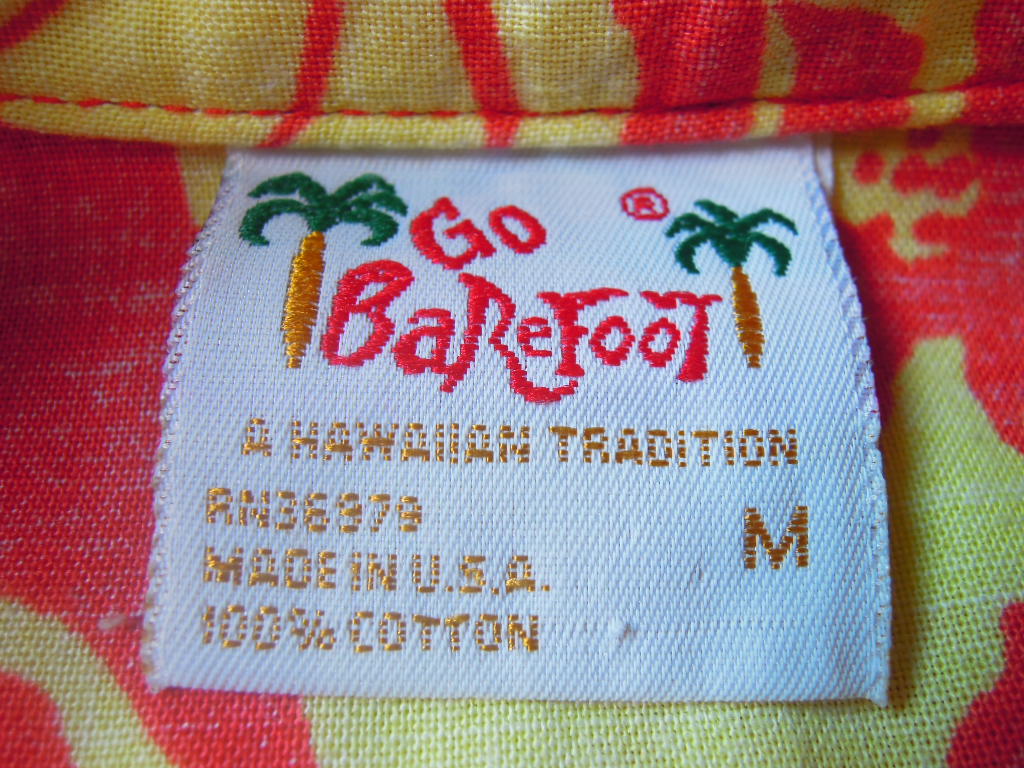 GO ®
BaReFooT
A HAWAIIAN TRADITION
RN36979
MADE IN U.S.A.
100% COTTON
M